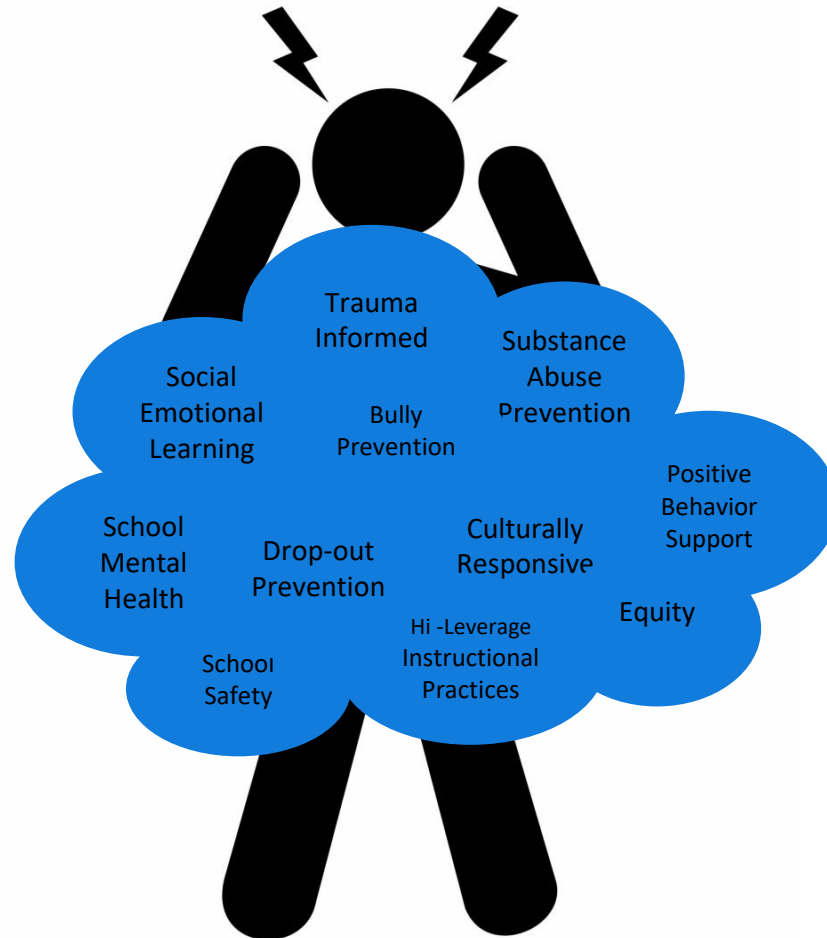 Trauma
Informed
Substance
Abuse
Prevention
Social
Emotional
Learning
Bully
Prevention
Positive
Behavior
Support
School
Mental
Health
Drop-out
Prevention
Culturally
Responsive
Equity
Hi -Leverage
Instructional
Practices
School
Safety